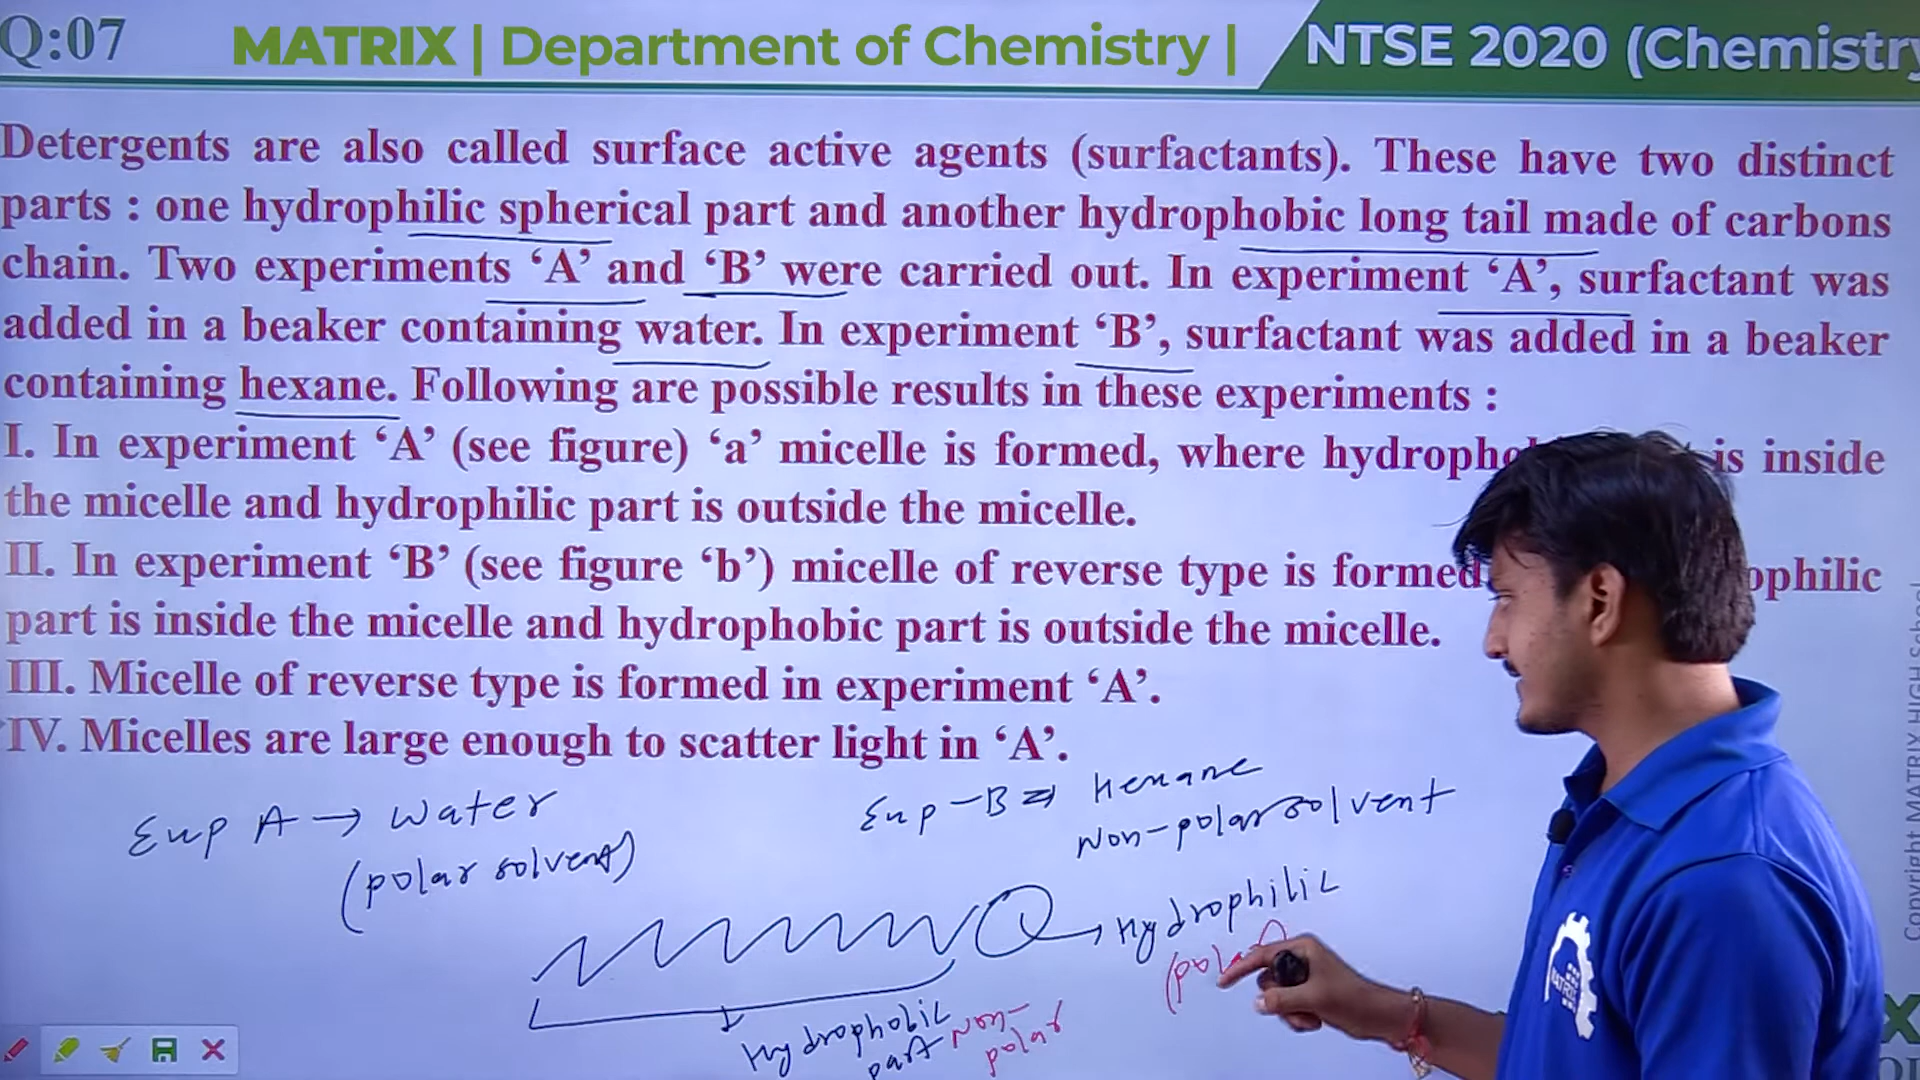 Q:07
MATRIX | Department of Chemistry |
NTSE 2020 (Chemistry
Detergents are also called surface active agents (surfactants). These have two distinct
parts : one hydrophilic spherical part and another hydrophobic long tail made of carbons
chain. Two experiments ‘A’ and ‘B’ were carried out. In experiment ‘A’, surfactant was
added in a beaker containing water. In experiment ‘B’, surfactant was added in a beaker
containing hexane. Following are possible results in these experiments :
I. In experiment ‘A’ (see figure) ‘a’ micelle is formed, where is inside
the micelle and hydrophilic part is outside the micelle.
II. In experiment ‘B’ (see figure ‘b’) micelle of reverse type is formed ophilic
part is inside the micelle and hydrophobic part is outside the micelle.
III. Micelle of reverse type is formed in experiment ‘A’.
IV. Micelles are large enough to scatter light in ‘A’.
Exp A → Water
(polar solvent)
Exp - B ⇒ Hexane
Non-polar solvent
Hydrophilic
(pola
Hydrophobic
part Non-
polar
Copyright MATRIX HIGH School
MATRIX